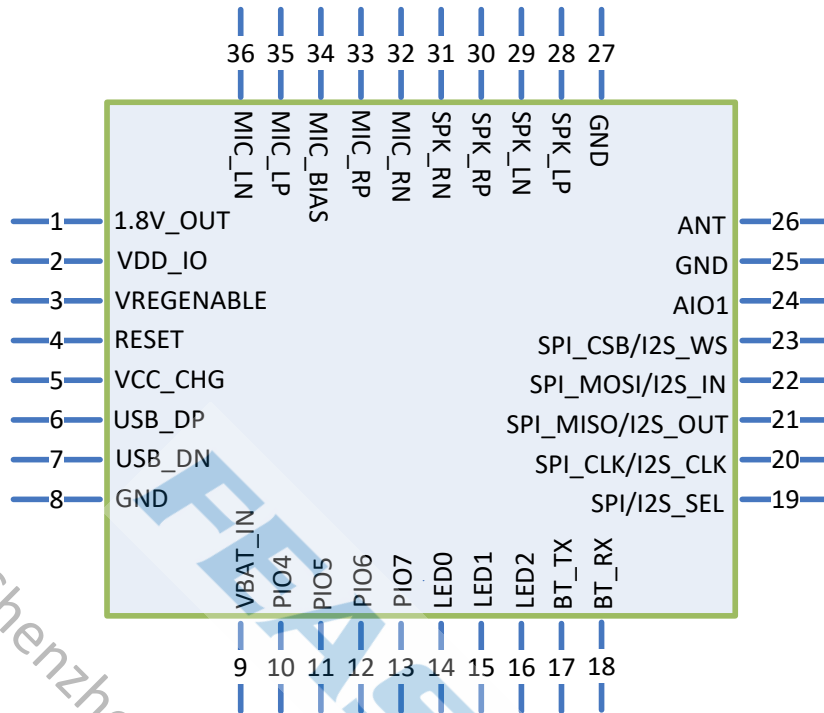 36 35 34 33 32 31 30 29 28 27
MIC_LN
MIC_LP
MIC_BIAS
MIC_RP
MIC_RN
SPK_RN
SPK_RP
SPK_LN
SPK_LP
GND
1 1.8V_OUT
2 VDD_IO
3 VREGENABLE
4 RESET
5 VCC_CHG
6 USB_DP
7 USB_DN
8 GND
ANT 26
GND 25
AIO1 24
SPI_CSB/I2S_WS 23
SPI_MOSI/I2S_IN 22
SPI_MISO/I2S_OUT 21
SPI_CLK/I2S_CLK 20
SPI/I2S_SEL 19
VBAT_IN
PIO4
PIO5
PIO6
PIO7
LED0
LED1
LED2
BT_TX
BT_RX
9 10 11 12 13 14 15 16 17 18